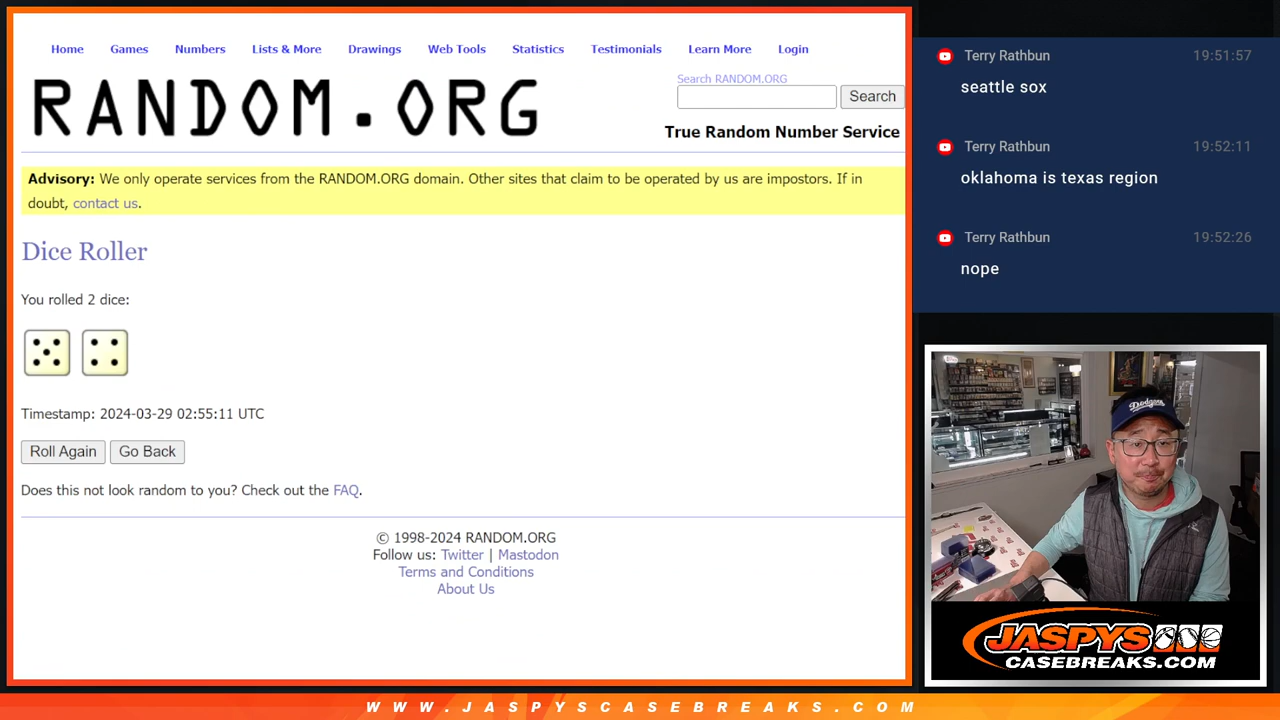 Home Games Numbers Lists & More Drawings Web Tools Statistics Testimonials Learn More Login
RANDOM.ORG
Search RANDOM.ORG
Search
True Random Number Service
Advisory: We only operate services from the RANDOM.ORG domain. Other sites that claim to be operated by us are impostors. If in
doubt, contact us.
Dice Roller
You rolled 2 dice:
Timestamp: 2024-03-29 02:55:11 UTC
Roll Again Go Back
Does this not look random to you? Check out the FAQ.
© 1998-2024 RANDOM.ORG
Follow us: Twitter | Mastodon
Terms and Conditions
About Us
Terry Rathbun 19:51:57
seattle sox
Terry Rathbun 19:52:11
oklahoma is texas region
Terry Rathbun 19:52:26
nope
Dodgers
JASPYS
CASEBREAKS.COM
WWW.JASPYSCASEBREAKS.COM